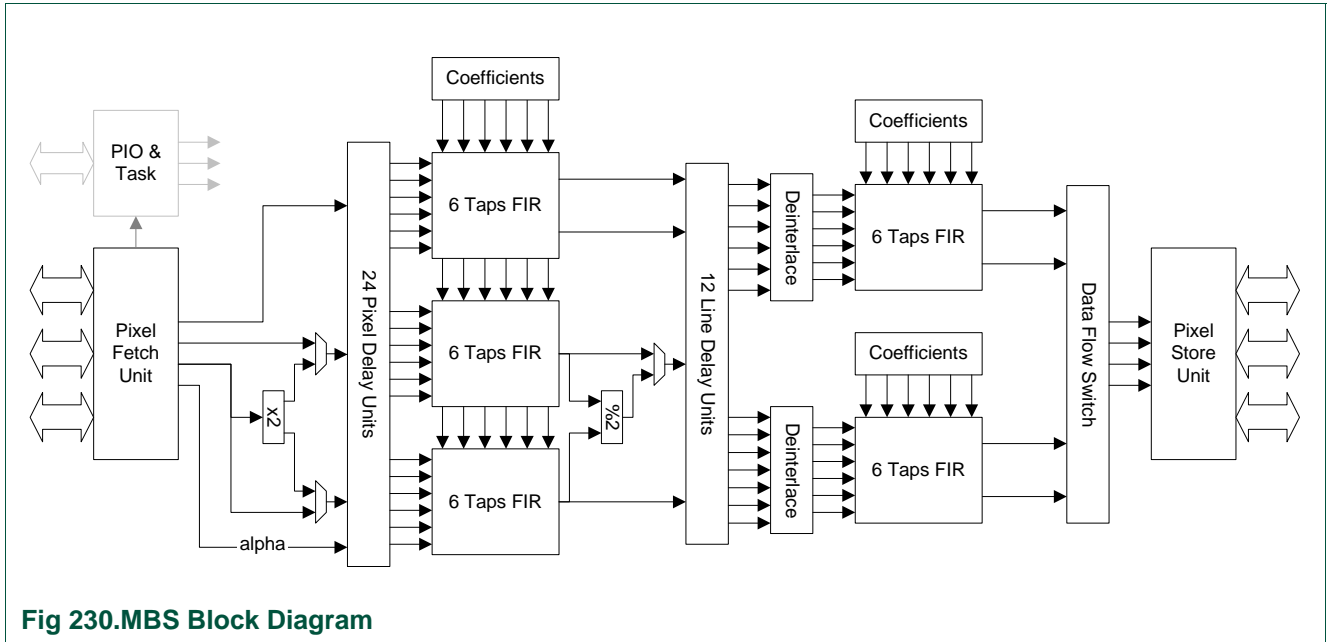 Coefficients
Coefficients
PIO &
Task
6 Taps FIR
24 Pixel Delay Units
12 Line Delay Units
Deinterlace
6 Taps FIR
Data Flow Switch
Pixel
Fetch
Unit
6 Taps FIR
Coefficients
Pixel
Store
Unit
x2
%2
6 Taps FIR
Deinterlace
6 Taps FIR
alpha
Fig 230.MBS Block Diagram